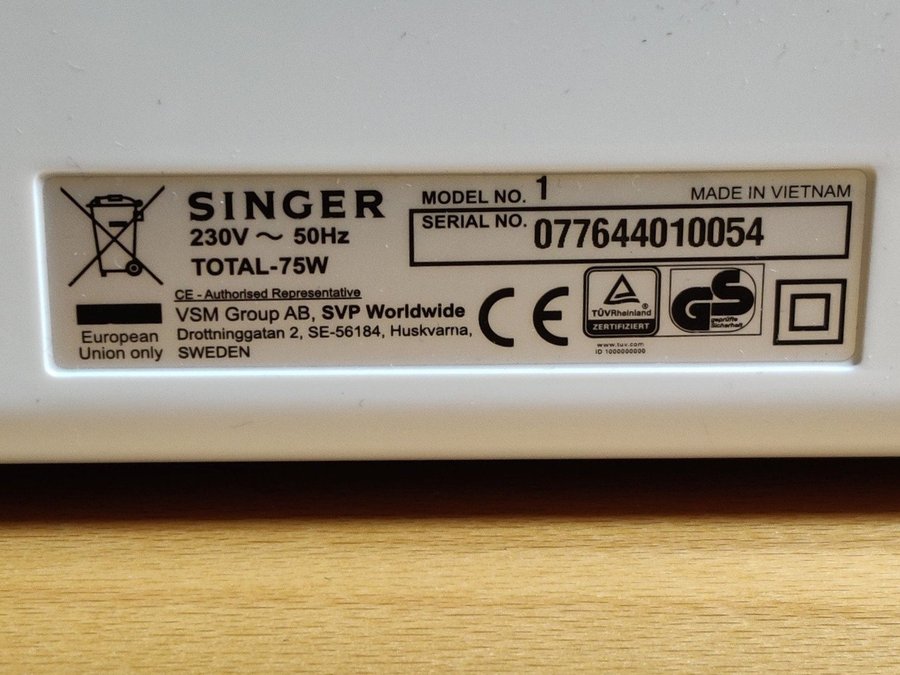 SINGER
230V ~ 50Hz
TOTAL-75W
MODEL NO. 1
MADE IN VIETNAM
SERIAL NO. 077644010054
CE - Authorised Representative
VSM Group AB, SVP Worldwide
Drottninggatan 2, SE-56184, Huskvarna,
SWEDEN
European
Union only
CE
TÜVRheinland
ZERTIFIZIERT
www.tuv.com
ID 1000000000
GS
geprüfte
Sicherheit